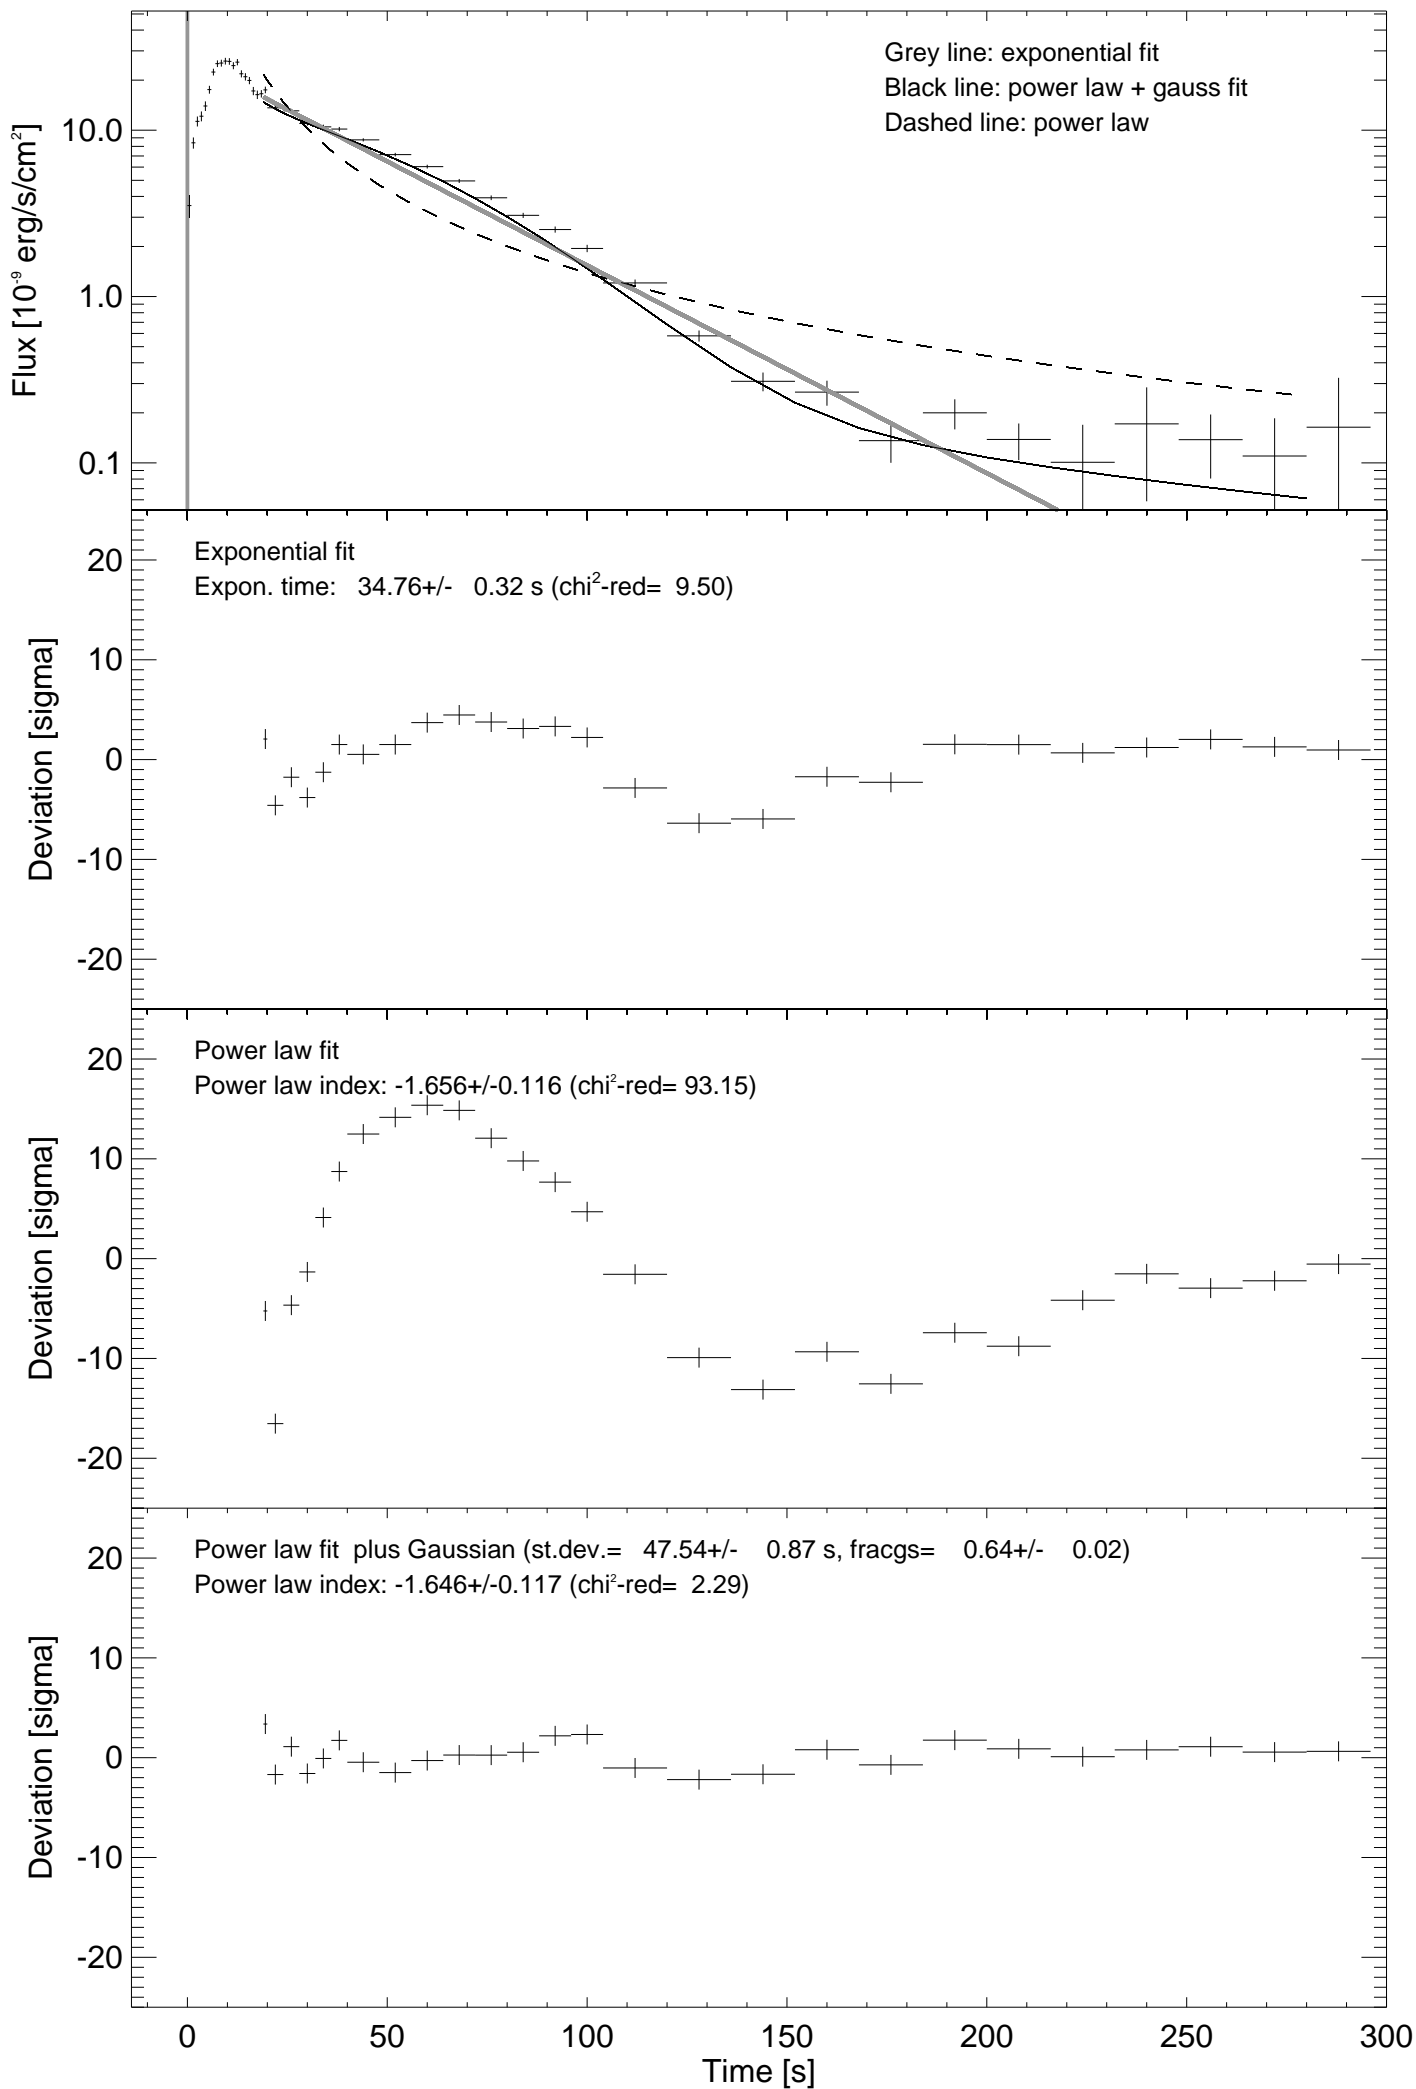 Grey line: exponential fit
Black line: power law + gauss fit
Dashed line: power law
Flux [10⁻⁹ erg/s/cm²]
10.0
1.0
0.1
Exponential fit
Expon. time: 34.76+/- 0.32 s (chi²-red= 9.50)
Deviation [sigma]
20
10
0
-10
-20
Power law fit
Power law index: -1.656+/-0.116 (chi²-red= 93.15)
Deviation [sigma]
20
10
0
-10
-20
Power law fit plus Gaussian (st.dev.= 47.54+/- 0.87 s, fracgs= 0.64+/- 0.02)
Power law index: -1.646+/-0.117 (chi²-red= 2.29)
Deviation [sigma]
20
10
0
-10
-20
0 50 100 150 200 250 300
Time [s]